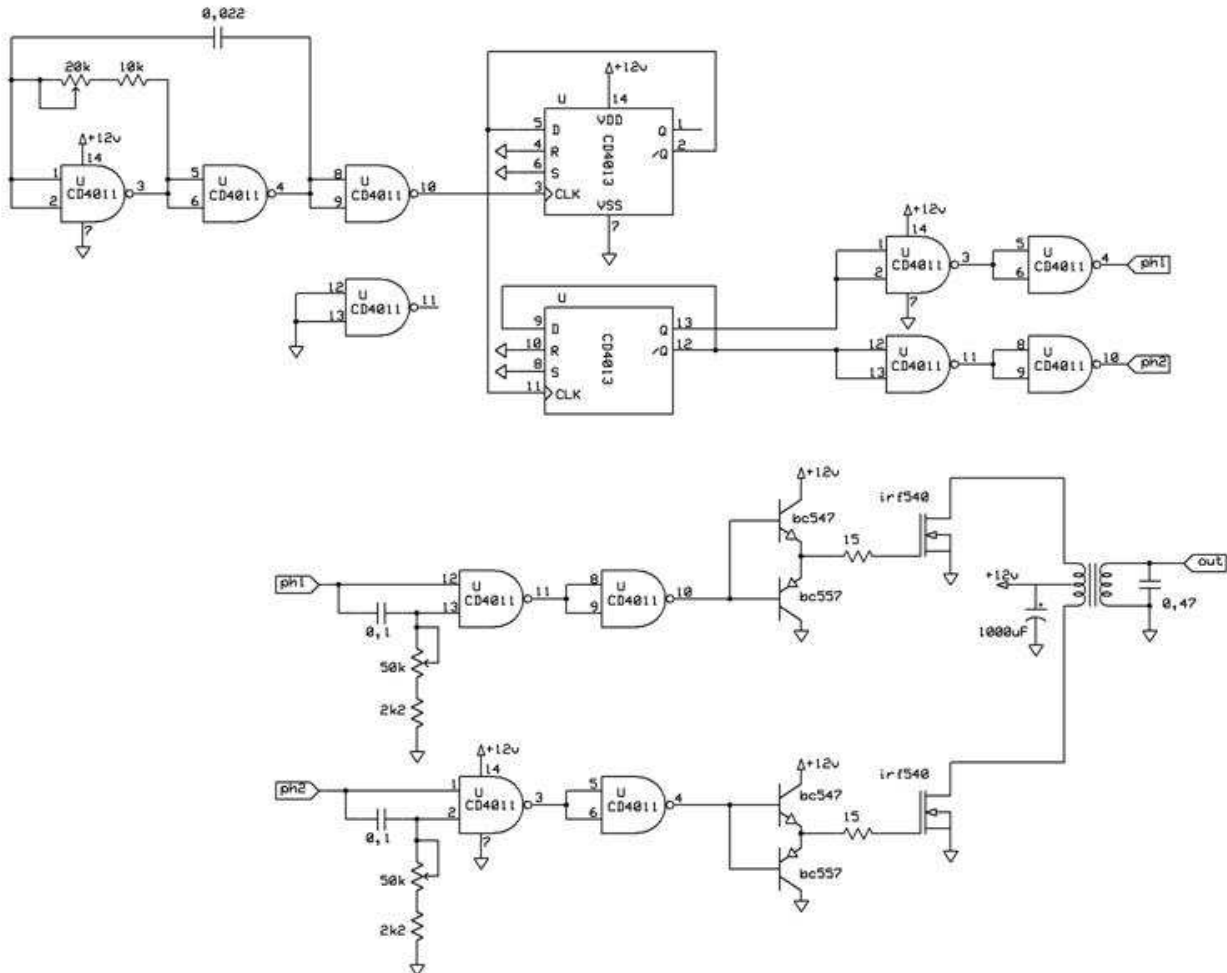 0,022
20k 10k
+12v
14
1 U 3
CD4011
2
7
5 U 4
CD4011
6
8 U 10
CD4011
9
12 U 11
CD4011
13
+12v
U 14
VDD
5 D Q 1
4 R /Q 2
6 S CD4013
3 CLK
VSS
7
U
9 D Q 13
10 R /Q 12
8 S CD4013
11 CLK
+12v
14
1 U 3
2 CD4011
7
5 U 4 ph1
6 CD4011
12 U 11
13 CD4011
8 U 10 ph2
9 CD4011
ph1
12 U 11
13 CD4011
0,1
50k
2k2
8 U 10
9 CD4011
+12v
bc547
bc557
15
irf540
+12v
1000uF
out
0,47
ph2
+12v
14
1 U 3
2 CD4011
7
0,1
50k
2k2
5 U 4
6 CD4011
+12v
bc547
bc557
15
irf540